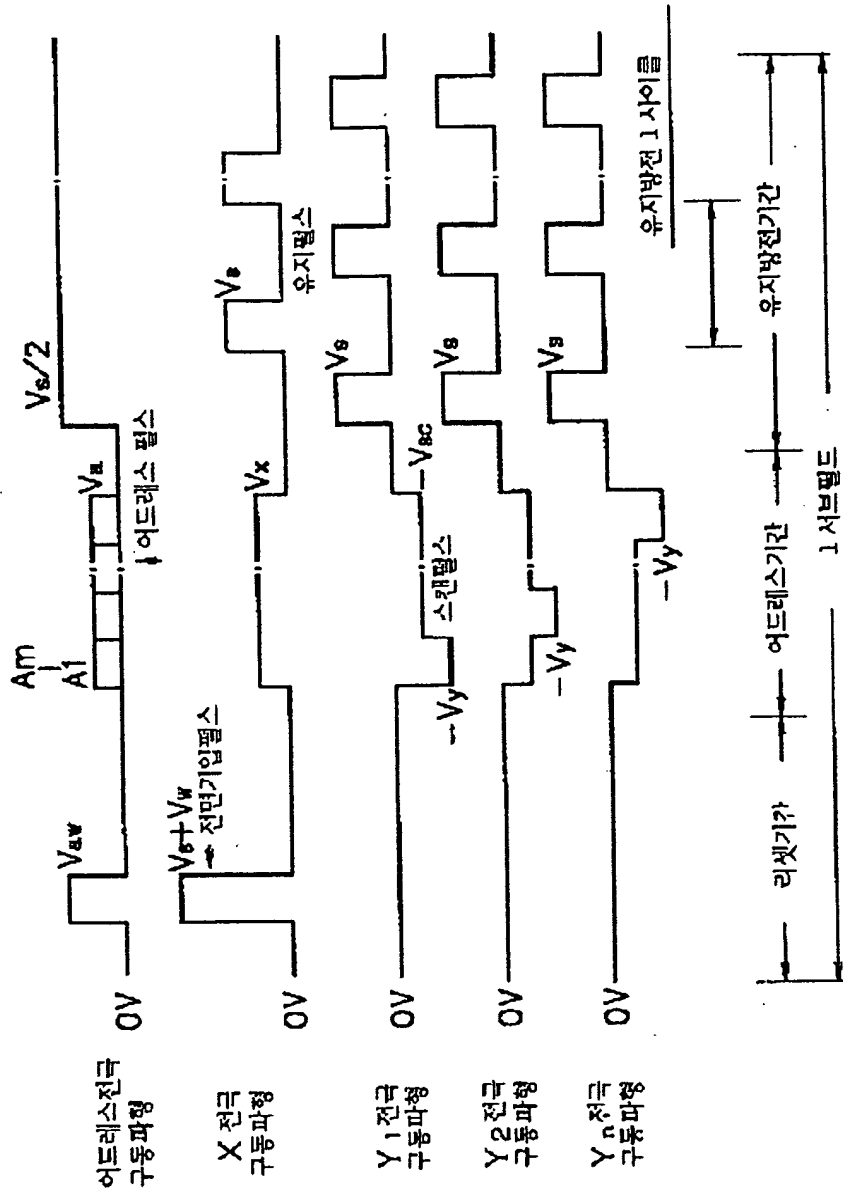 어드레스전극
구동파형
0V
Vaw
Am
A1
Va
어드레스 펄스
Vs/2
X 전극
구동파형
0V
Vs+Vw
전면기입펄스
Vx
Vs
유지펄스
Y1전극
구동파형
0V
-Vy
스캔펄스
-Vsc
Vs
Y2전극
구동파형
0V
-Vy
Vs
Yn전극
구동파형
0V
-Vy
Vs
유지방전 1 사이클
리셋기간
어드레스기간
유지방전기간
1 서브필드